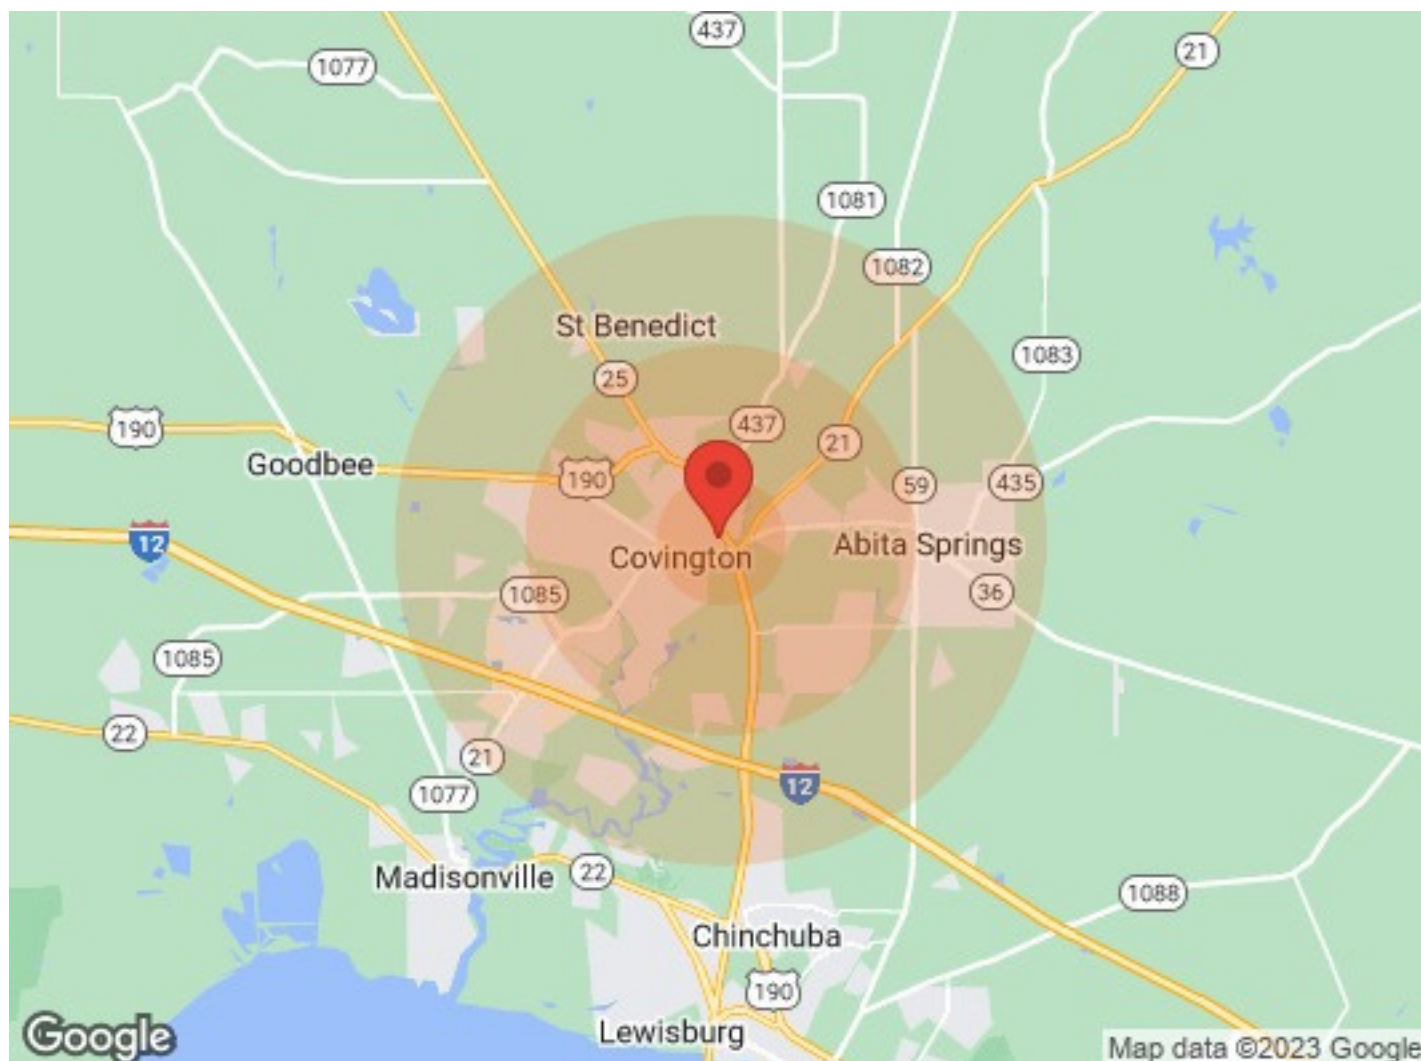 437
21
1077
1081
1082
St Benedict
1083
25
190
437
21
Goodbee
190
59
435
12
Covington
Abita Springs
1085
36
1085
22
21
12
1077
Madisonville
22
1088
Chinchuba
190
Lewisburg
Google
Map data ©2023 Google